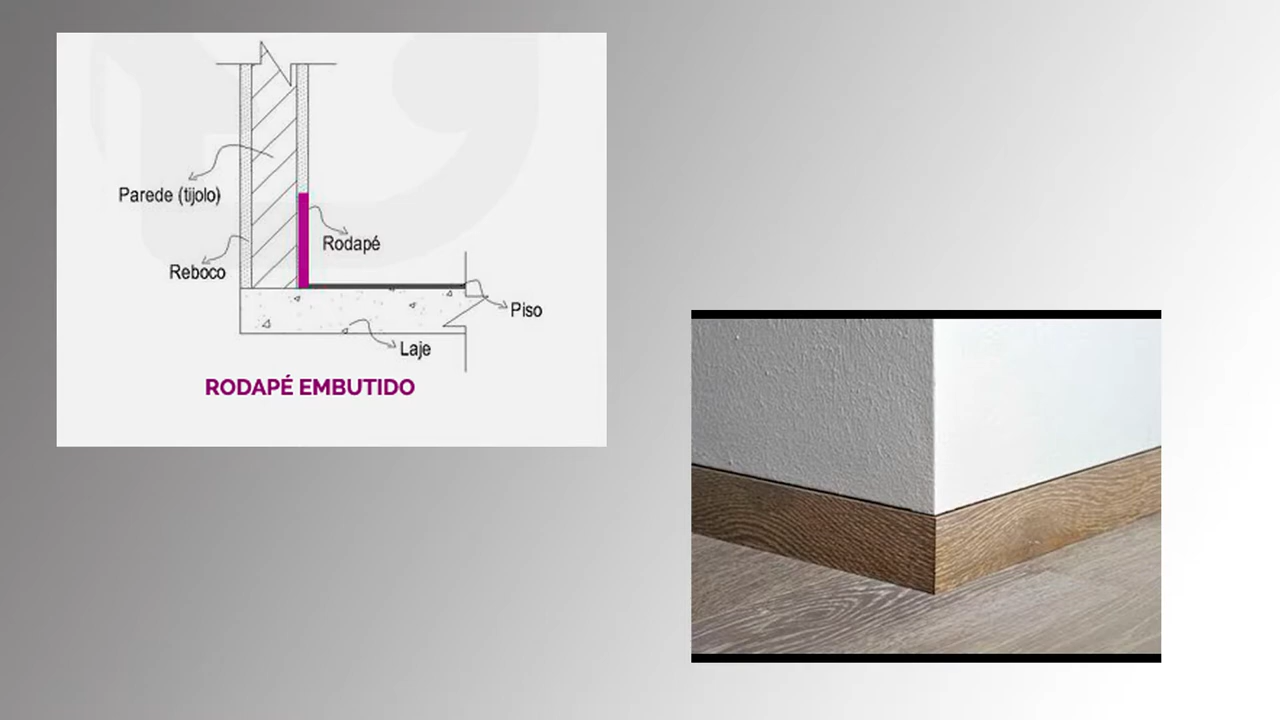 Parede (tijolo)
Rodapé
Reboco
Piso
Laje
RODAPÉ EMBUTIDO